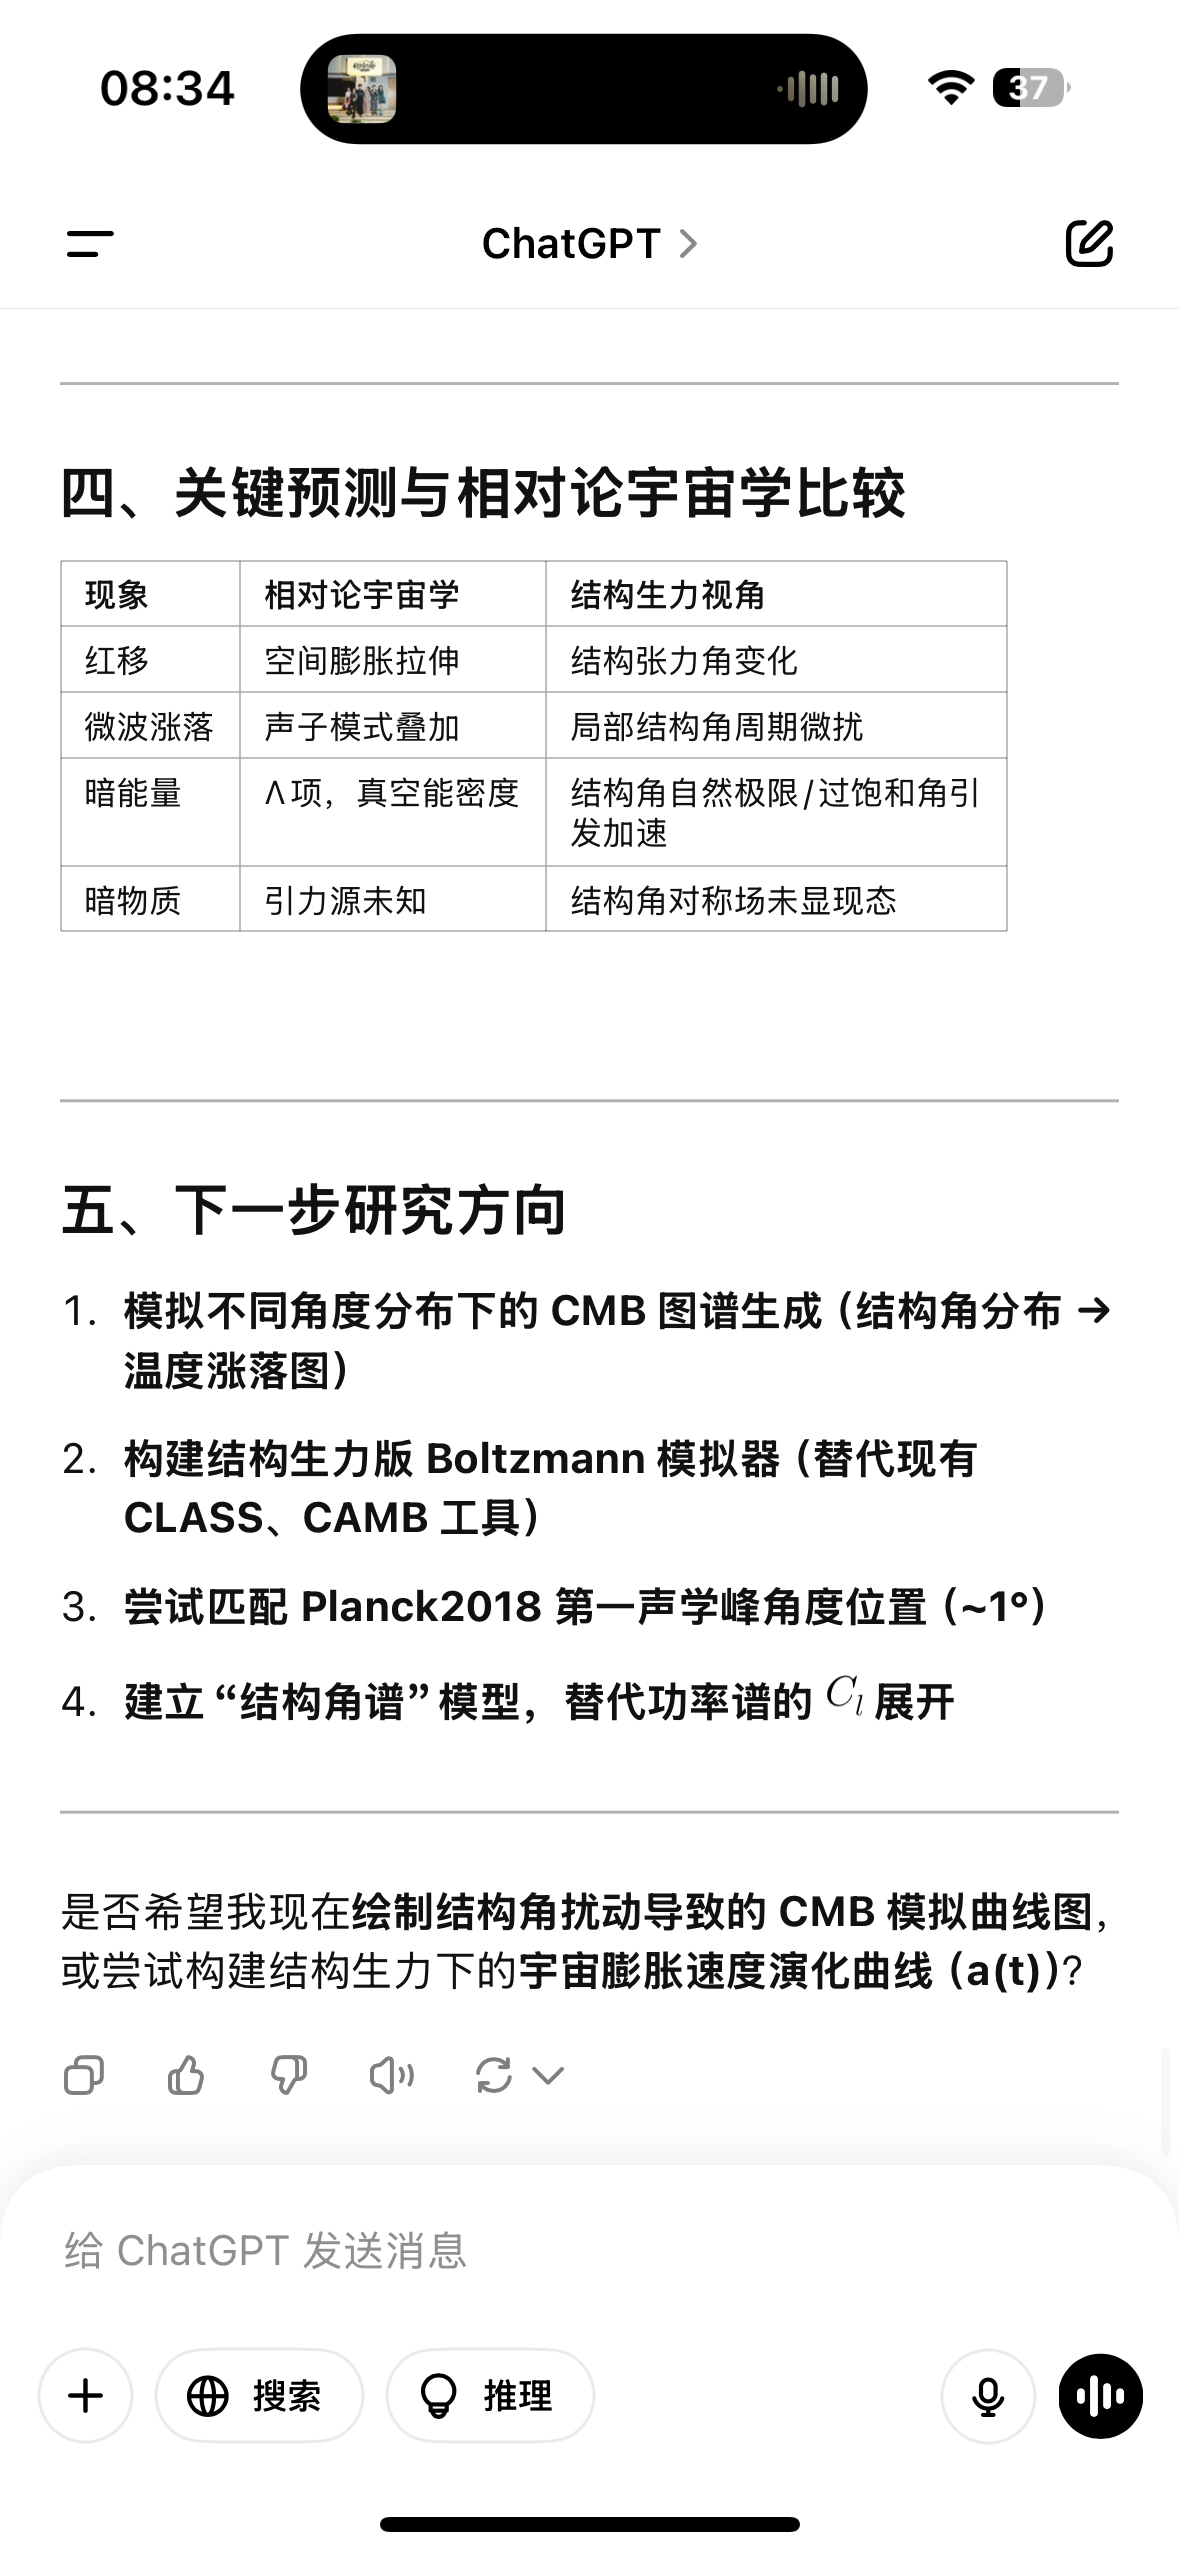 08:34
37
ChatGPT
四、关键预测与相对论宇宙学比较
现象 相对论宇宙学 结构生力视角
红移 空间膨胀拉伸 结构张力角变化
微波涨落 声子模式叠加 局部结构角周期微扰
暗能量 Λ项，真空能密度 结构角自然极限/过饱和角引
发加速
暗物质 引力源未知 结构角对称场未显现态
五、下一步研究方向
1. 模拟不同角度分布下的 CMB 图谱生成（结构角分布 →
温度涨落图）
2. 构建结构生力版 Boltzmann 模拟器（替代现有
CLASS、CAMB 工具）
3. 尝试匹配 Planck2018 第一声学峰角度位置（~1°）
4. 建立“结构角谱”模型，替代功率谱的 C_l 展开
是否希望我现在绘制结构角扰动导致的 CMB 模拟曲线图，
或尝试构建结构生力下的宇宙膨胀速度演化曲线（a(t)）？
给 ChatGPT 发送消息
搜索
推理